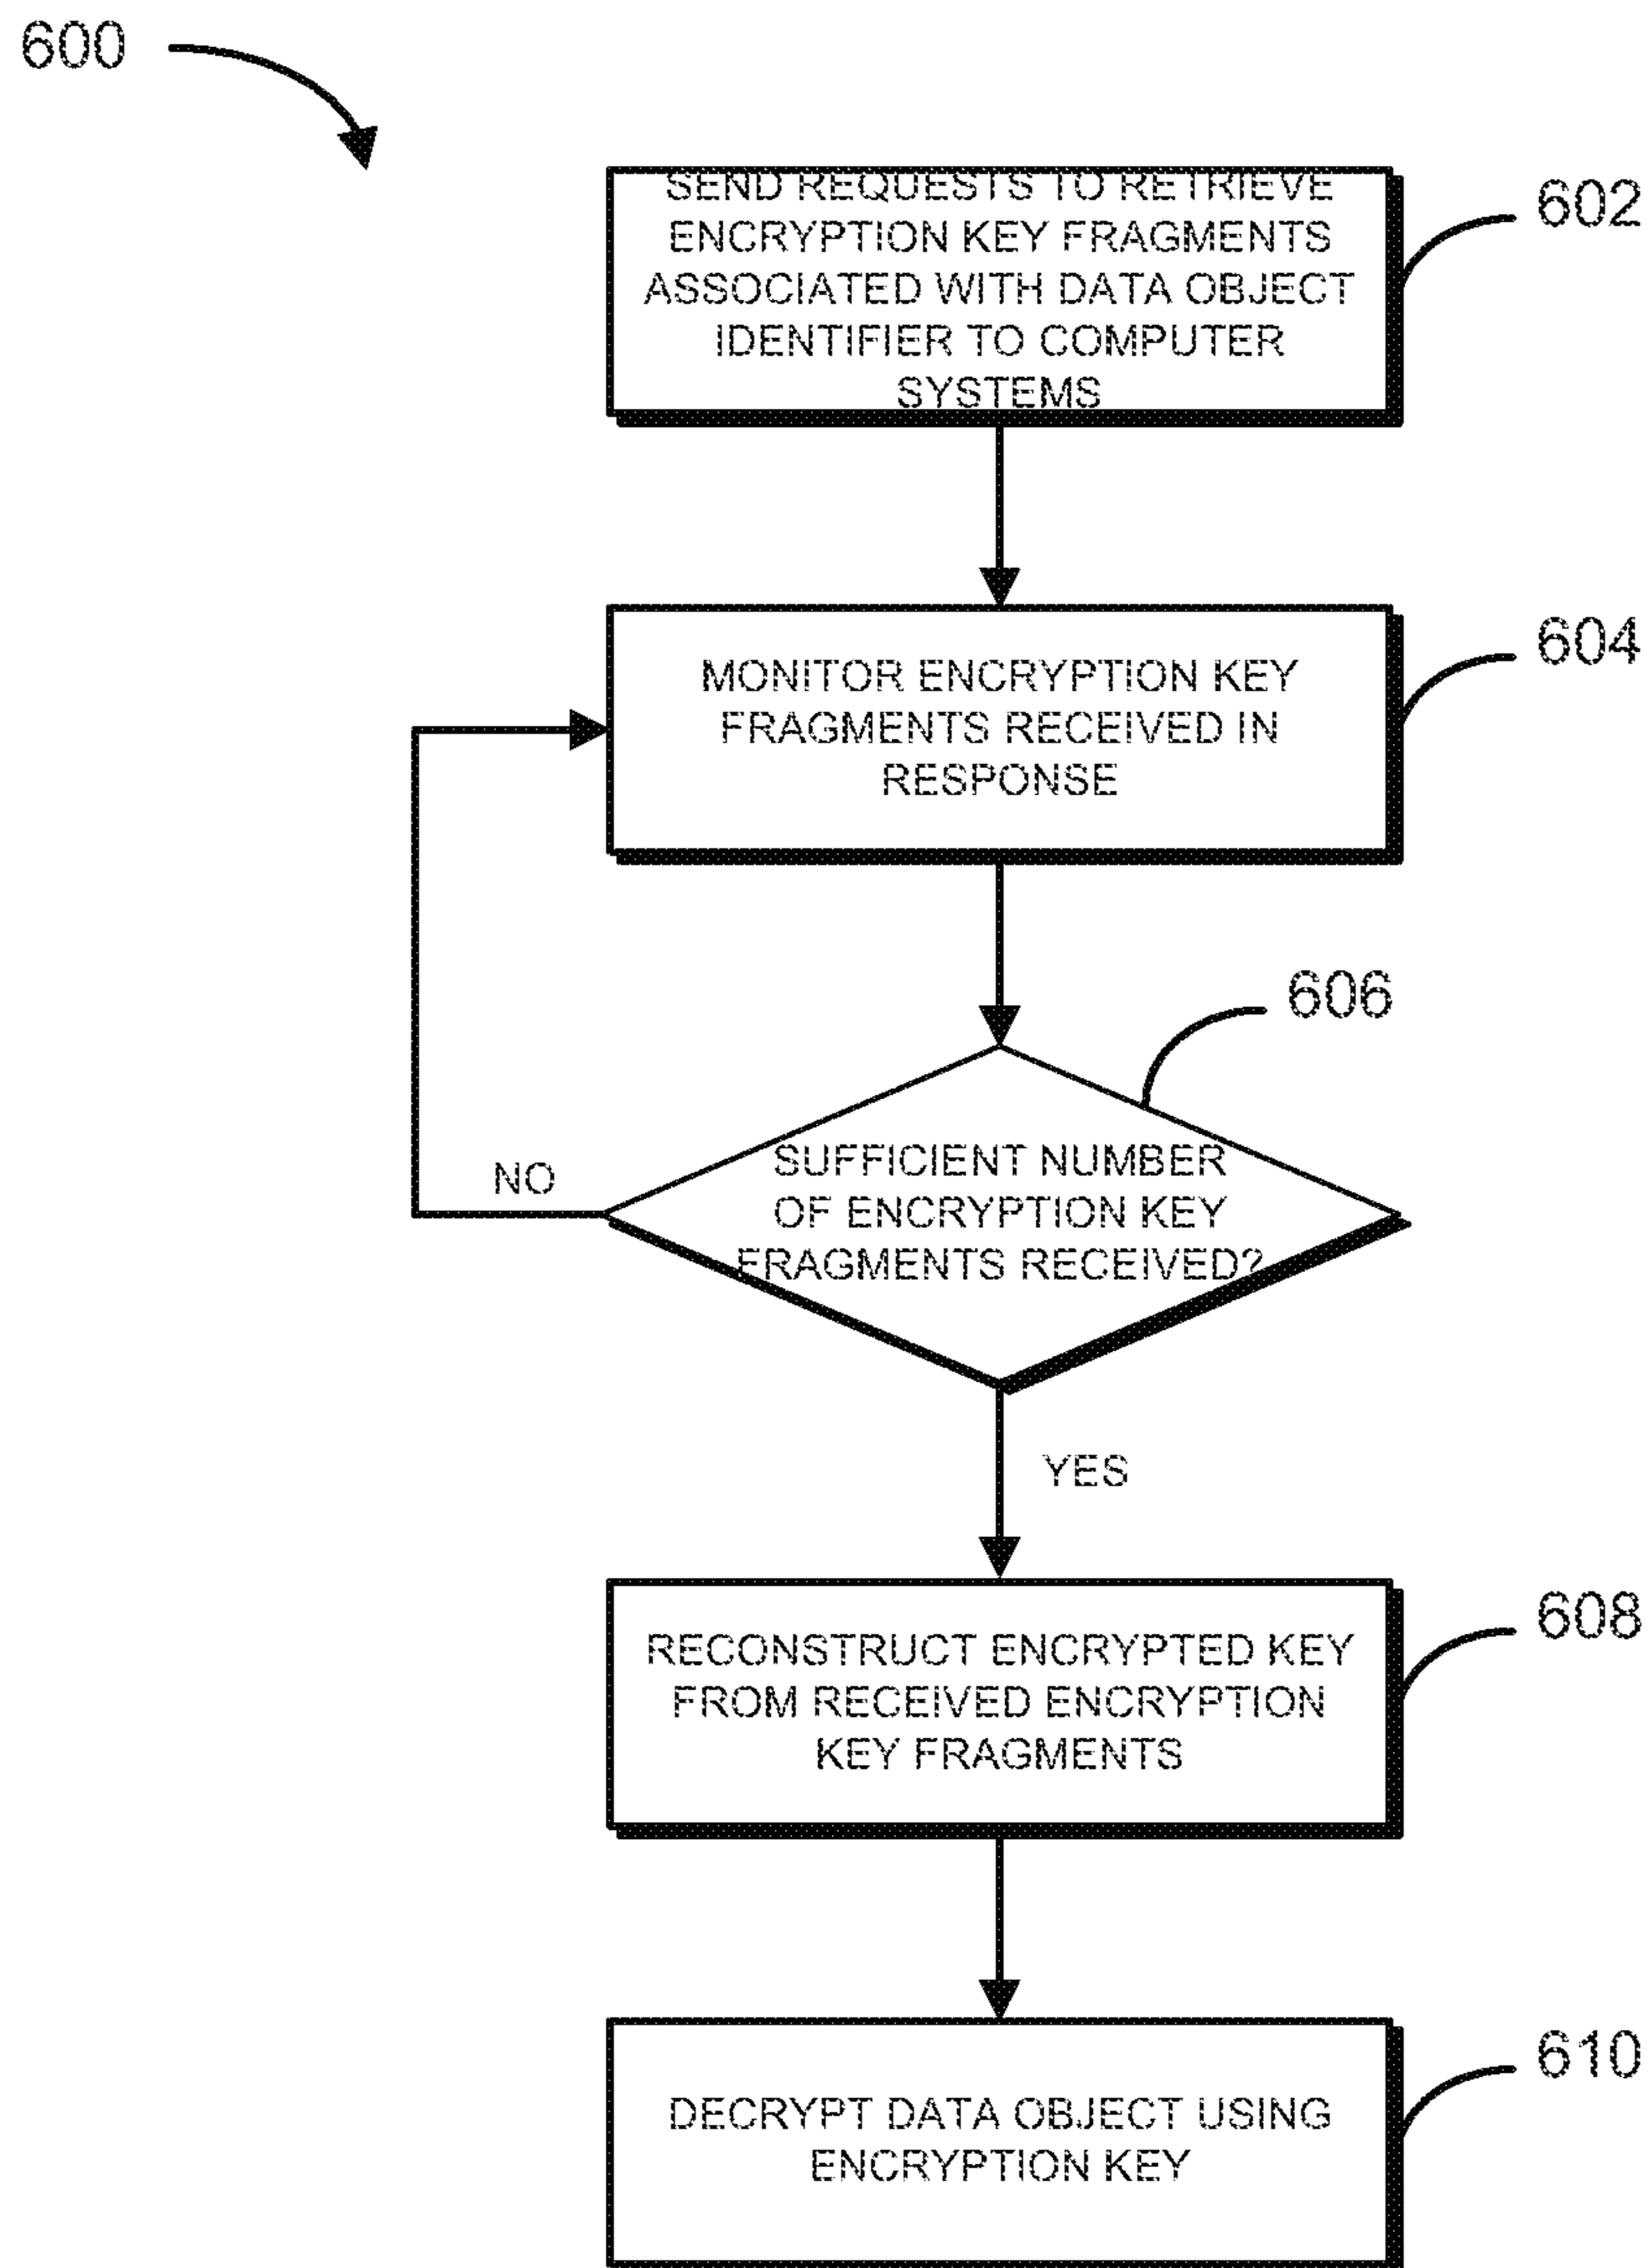 600
SEND REQUESTS TO RETRIEVE
ENCRYPTION KEY FRAGMENTS
ASSOCIATED WITH DATA OBJECT
IDENTIFIER TO COMPUTER
SYSTEMS
602
MONITOR ENCRYPTION KEY
FRAGMENTS RECEIVED IN
RESPONSE
604
606
SUFFICIENT NUMBER
OF ENCRYPTION KEY
FRAGMENTS RECEIVED?
NO
YES
RECONSTRUCT ENCRYPTED KEY
FROM RECEIVED ENCRYPTION
KEY FRAGMENTS
608
DECRYPT DATA OBJECT USING
ENCRYPTION KEY
610